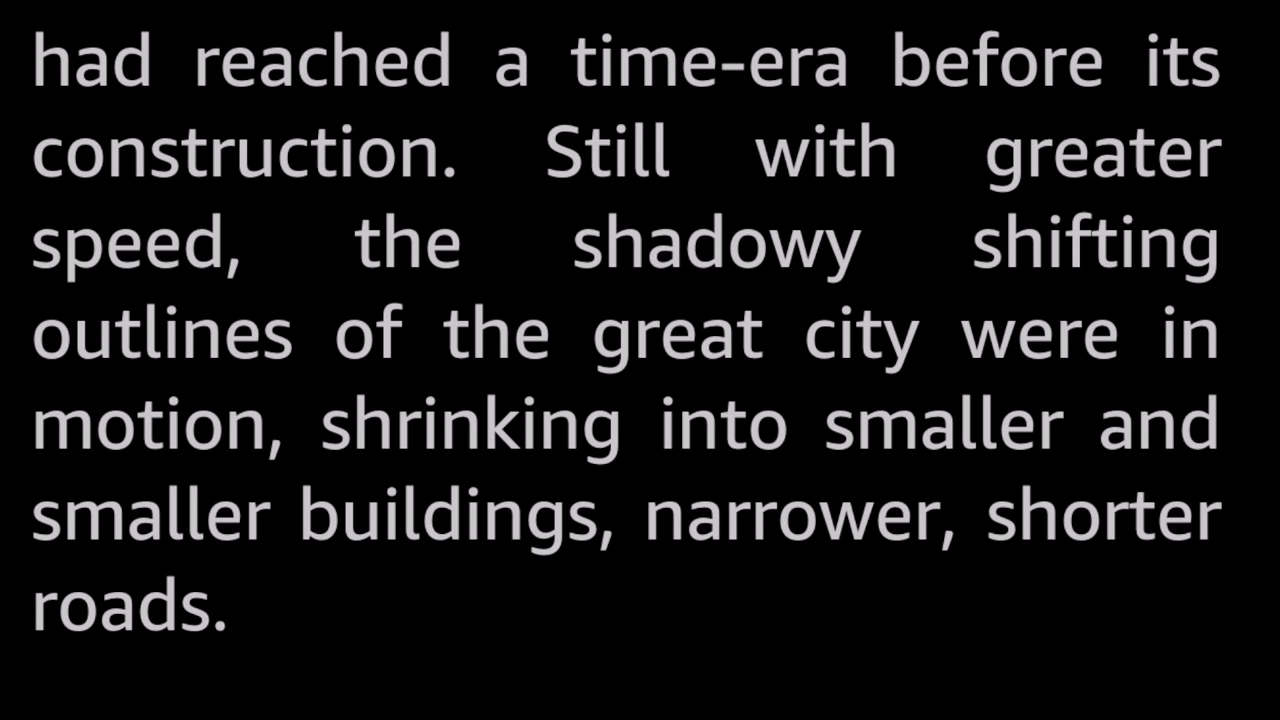 had reached a time-era before its
construction. Still with greater
speed, the shadowy shifting
outlines of the great city were in
motion, shrinking into smaller and
smaller buildings, narrower, shorter
roads.